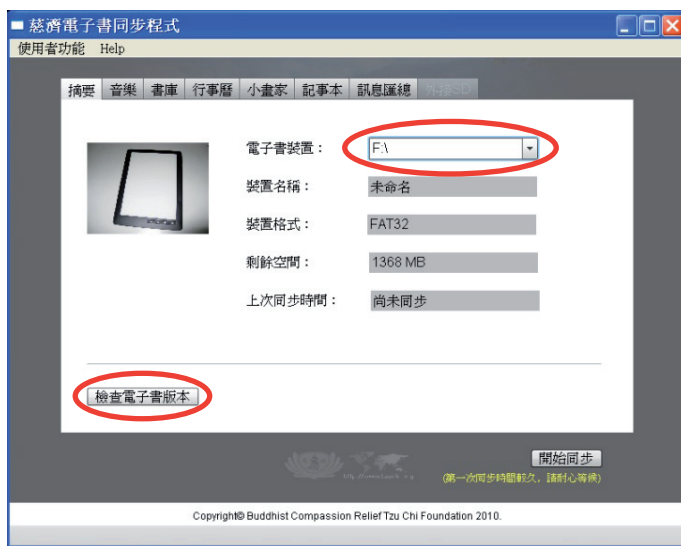 慈濟電子書同步程式
使用者功能 Help
摘要 音樂 書庫 行事曆 小畫家 記事本 訊息匯總 外接SD
電子書裝置： F:\
裝置名稱： 未命名
裝置格式： FAT32
剩餘空間： 1368 MB
上次同步時間： 尚未同步
檢查電子書版本
開始同步
(第一次同步時間較久，請耐心等候)
Copyright© Buddhist Compassion Relief Tzu Chi Foundation 2010.